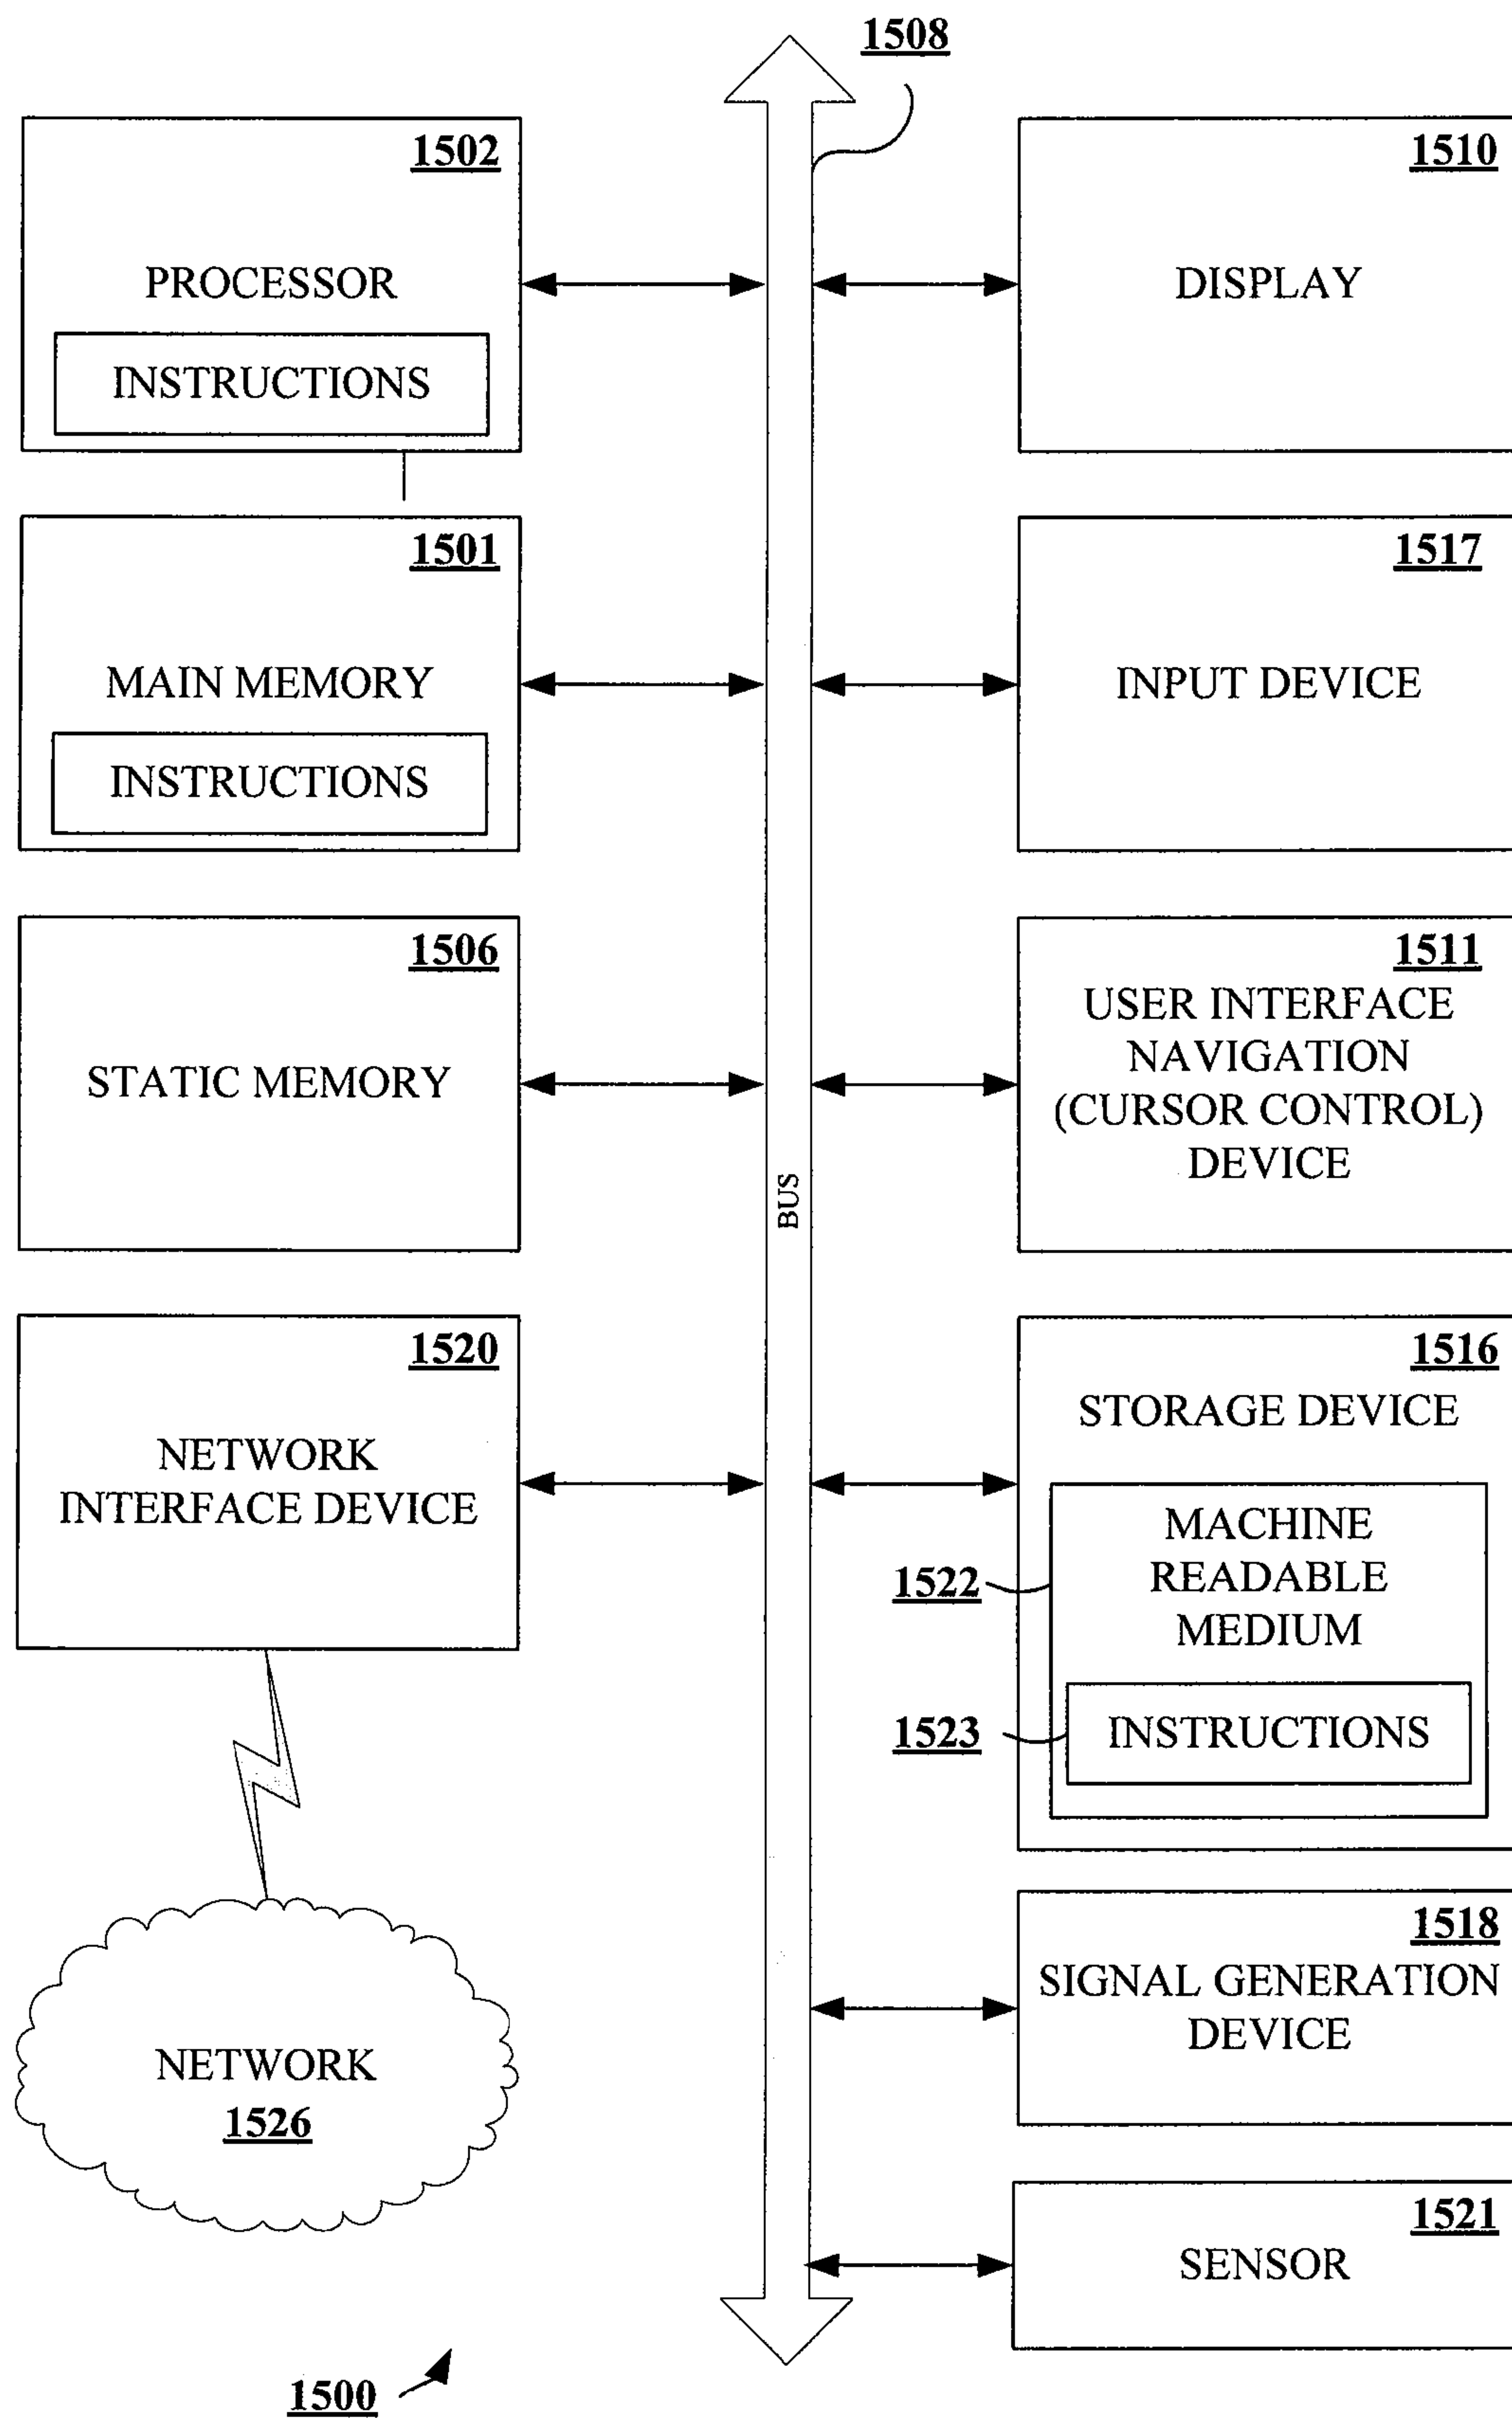 1508
1502
PROCESSOR
INSTRUCTIONS
1510
DISPLAY
1501
MAIN MEMORY
INSTRUCTIONS
1517
INPUT DEVICE
1506
STATIC MEMORY
1511
USER INTERFACE
NAVIGATION
(CURSOR CONTROL)
DEVICE
BUS
1520
NETWORK
INTERFACE DEVICE
1516
STORAGE DEVICE
MACHINE
READABLE
MEDIUM
1522
INSTRUCTIONS
1523
1518
SIGNAL GENERATION
DEVICE
NETWORK
1526
1521
SENSOR
1500